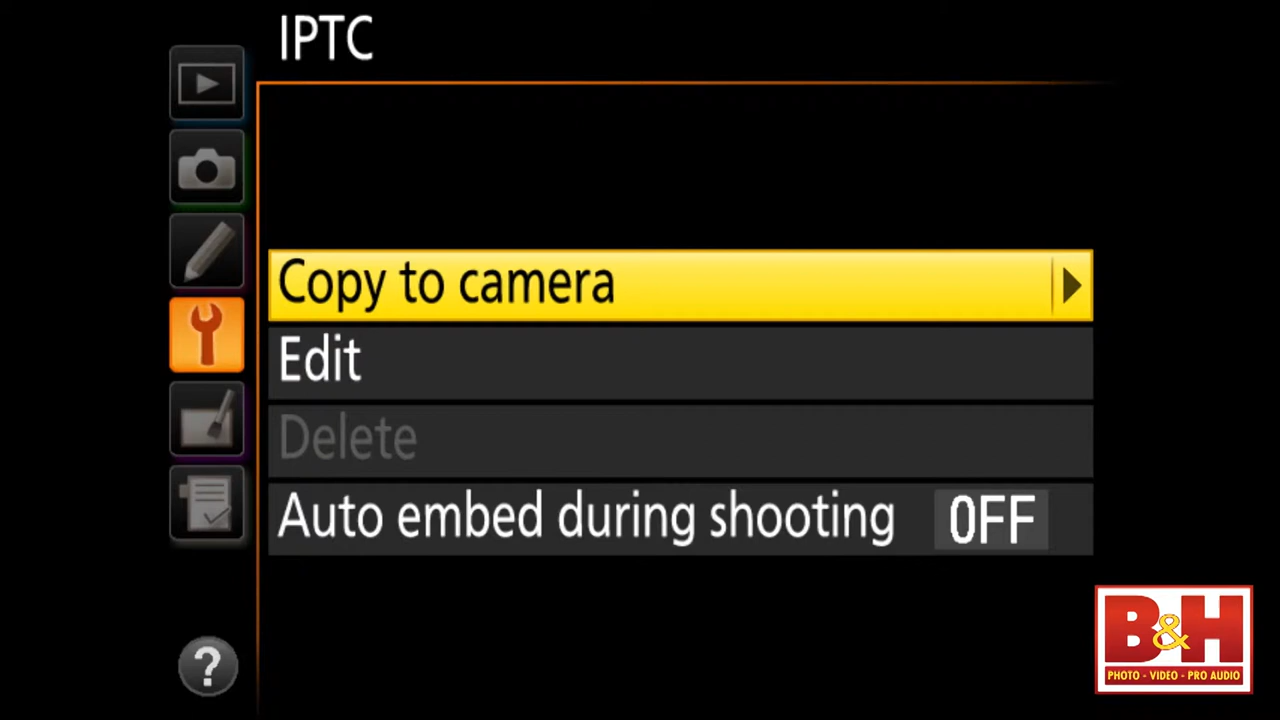 IPTC
Copy to camera
Edit
Delete
Auto embed during shooting OFF
?
B&H
PHOTO - VIDEO - PRO AUDIO